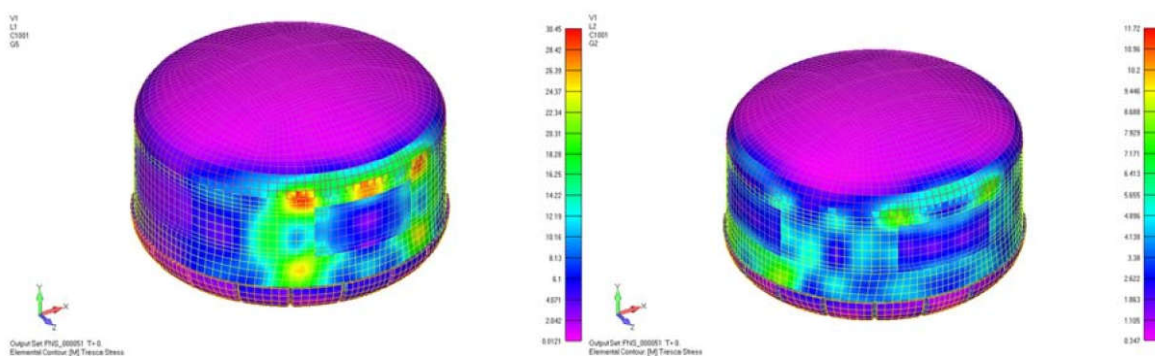 V1
L1
C1001
G5
30.45
28.42
26.39
24.37
22.34
20.31
18.28
16.25
14.22
12.19
10.16
8.13
6.1
4.071
2.042
0.0121
Y
X
Z
Output Set: FNS_000051 T= 0.
Elemental Contour: [M] Tresca Stress
V1
L2
C1001
G2
11.72
10.96
10.2
9.446
8.688
7.929
7.171
6.413
5.655
4.896
4.138
3.38
2.622
1.863
1.105
0.347
Y
X
Z
Output Set: FNS_000051 T= 0.
Elemental Contour: [M] Tresca Stress